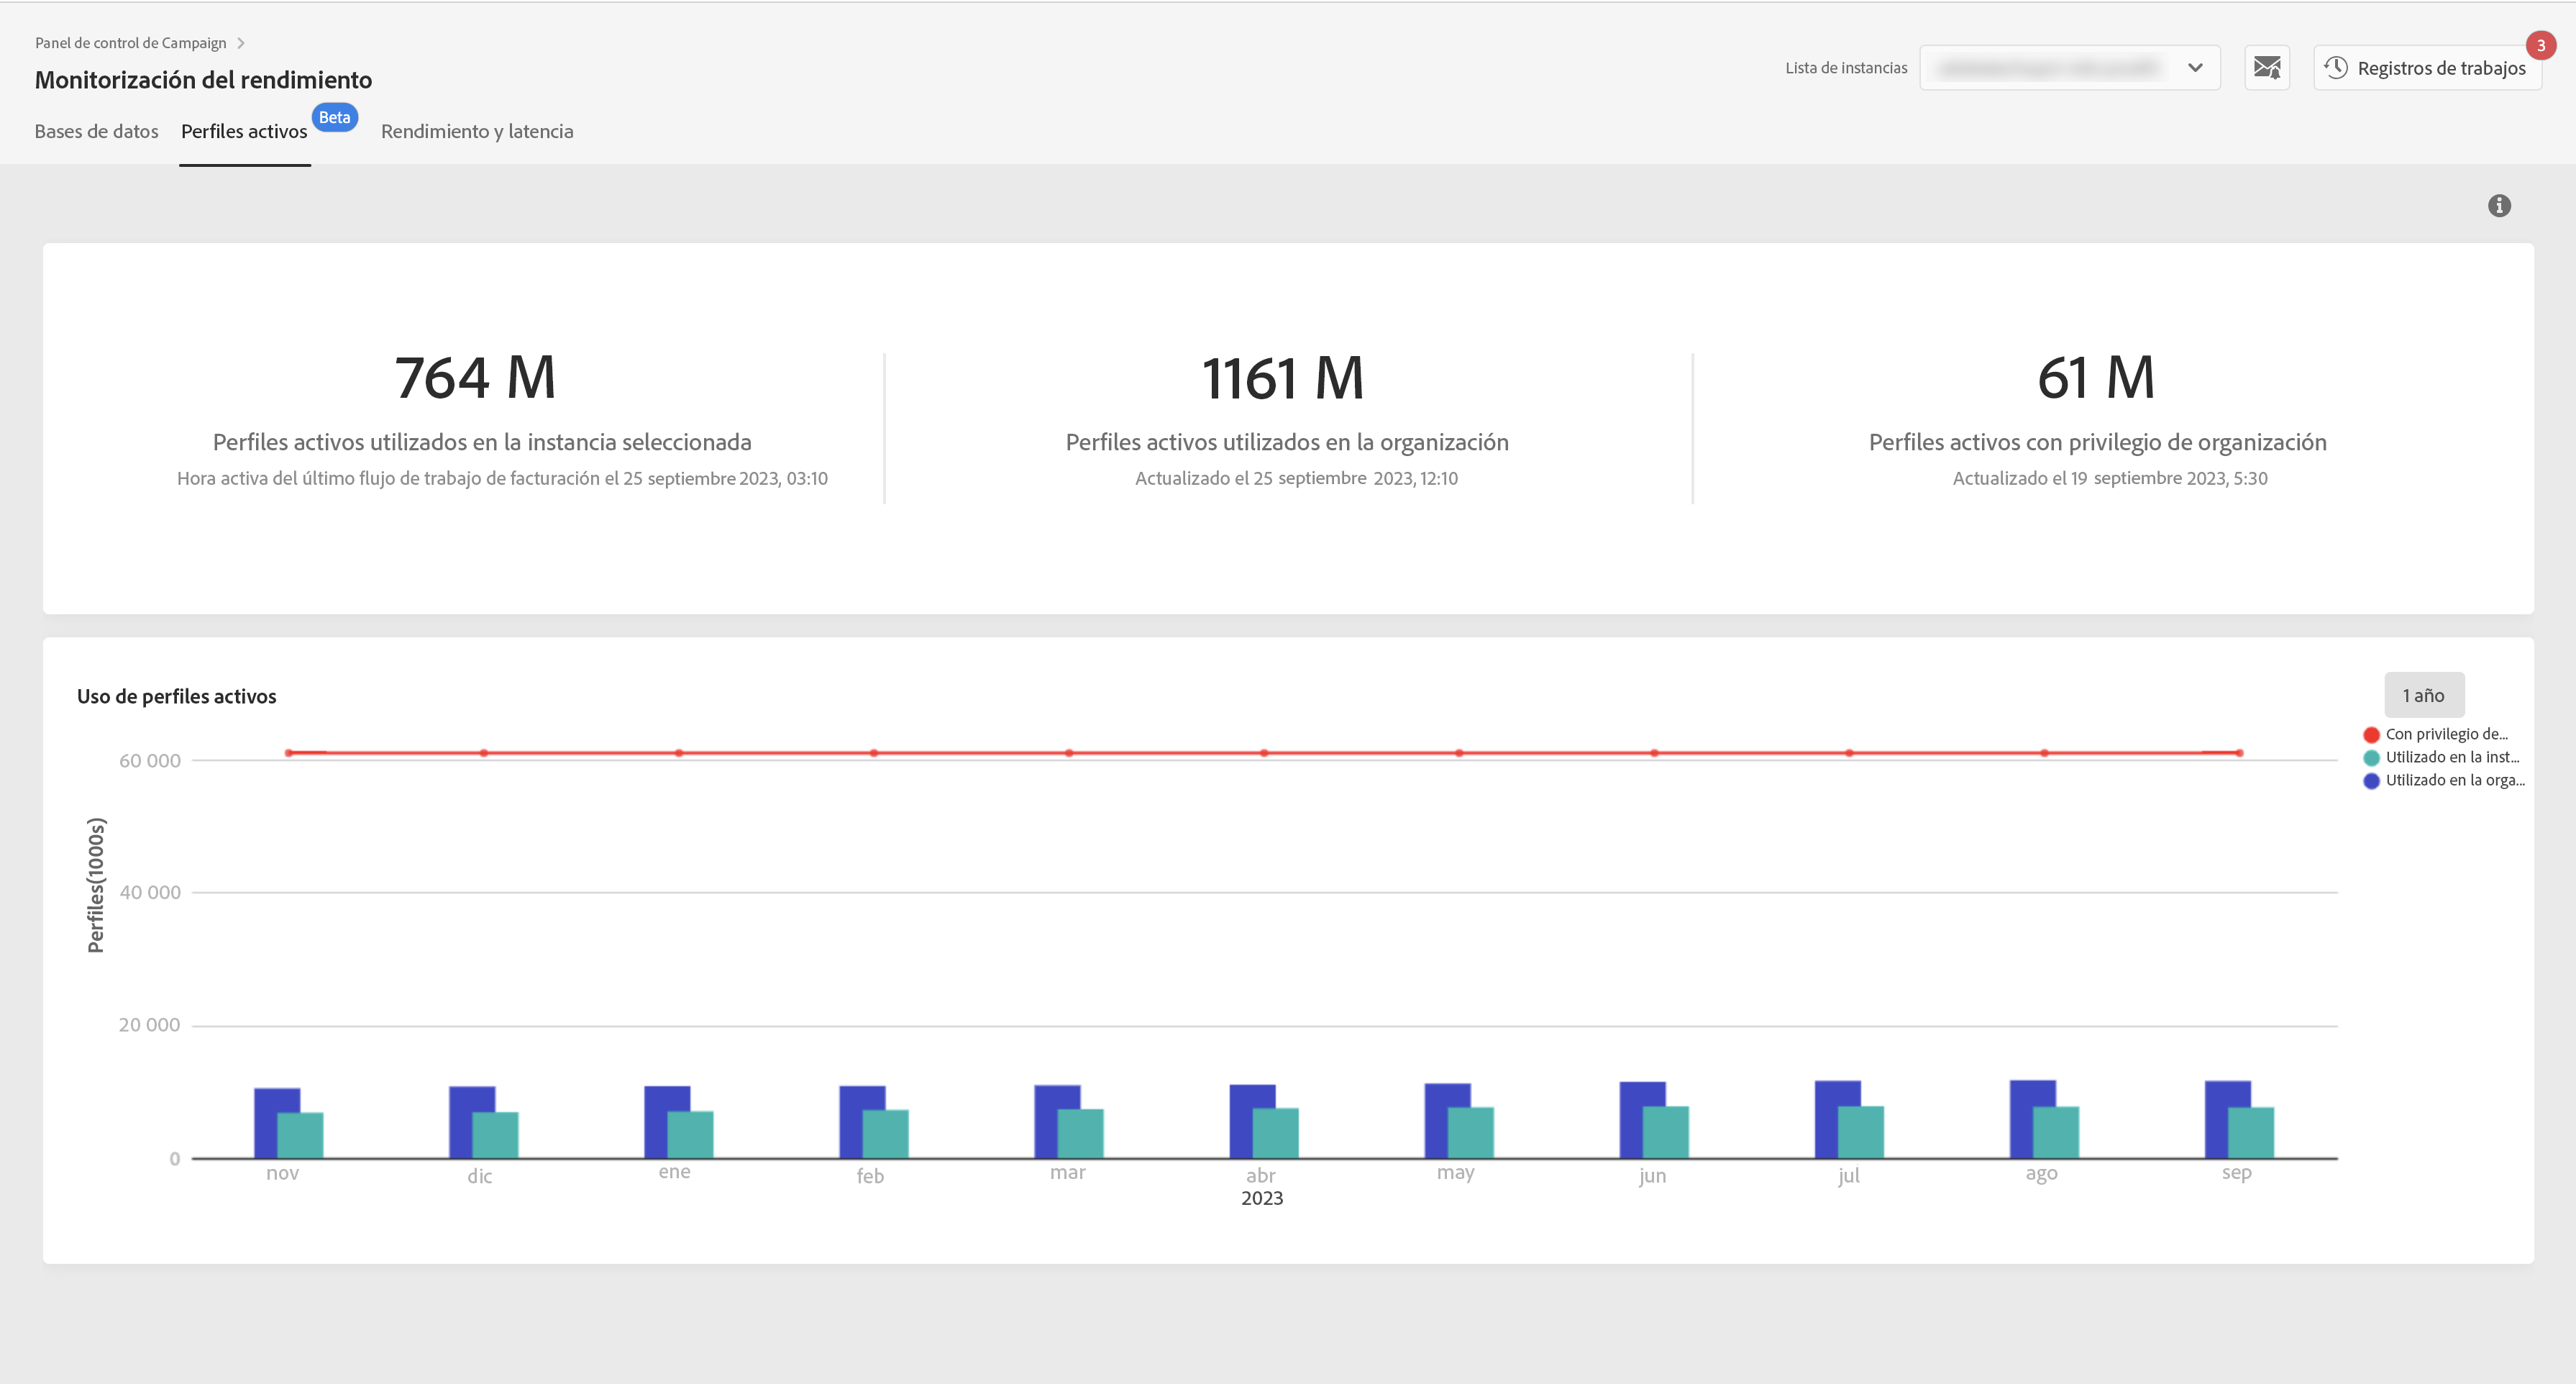 Panel de control de Campaign
Monitorización del rendimiento
Lista de instancias
Registros de trabajos
3
Bases de datos
Perfiles activos
Beta
Rendimiento y latencia
764 M
Perfiles activos utilizados en la instancia seleccionada
Hora activa del último flujo de trabajo de facturación el 25 septiembre 2023, 03:10
1161 M
Perfiles activos utilizados en la organización
Actualizado el 25 septiembre 2023, 12:10
61 M
Perfiles activos con privilegio de organización
Actualizado el 19 septiembre 2023, 5:30
Uso de perfiles activos
1 año
Con privilegio de...
Utilizado en la inst...
Utilizado en la orga...
Perfiles(1000s)
60 000
40 000
20 000
0
nov dic ene feb mar abr may jun jul ago sep
2023